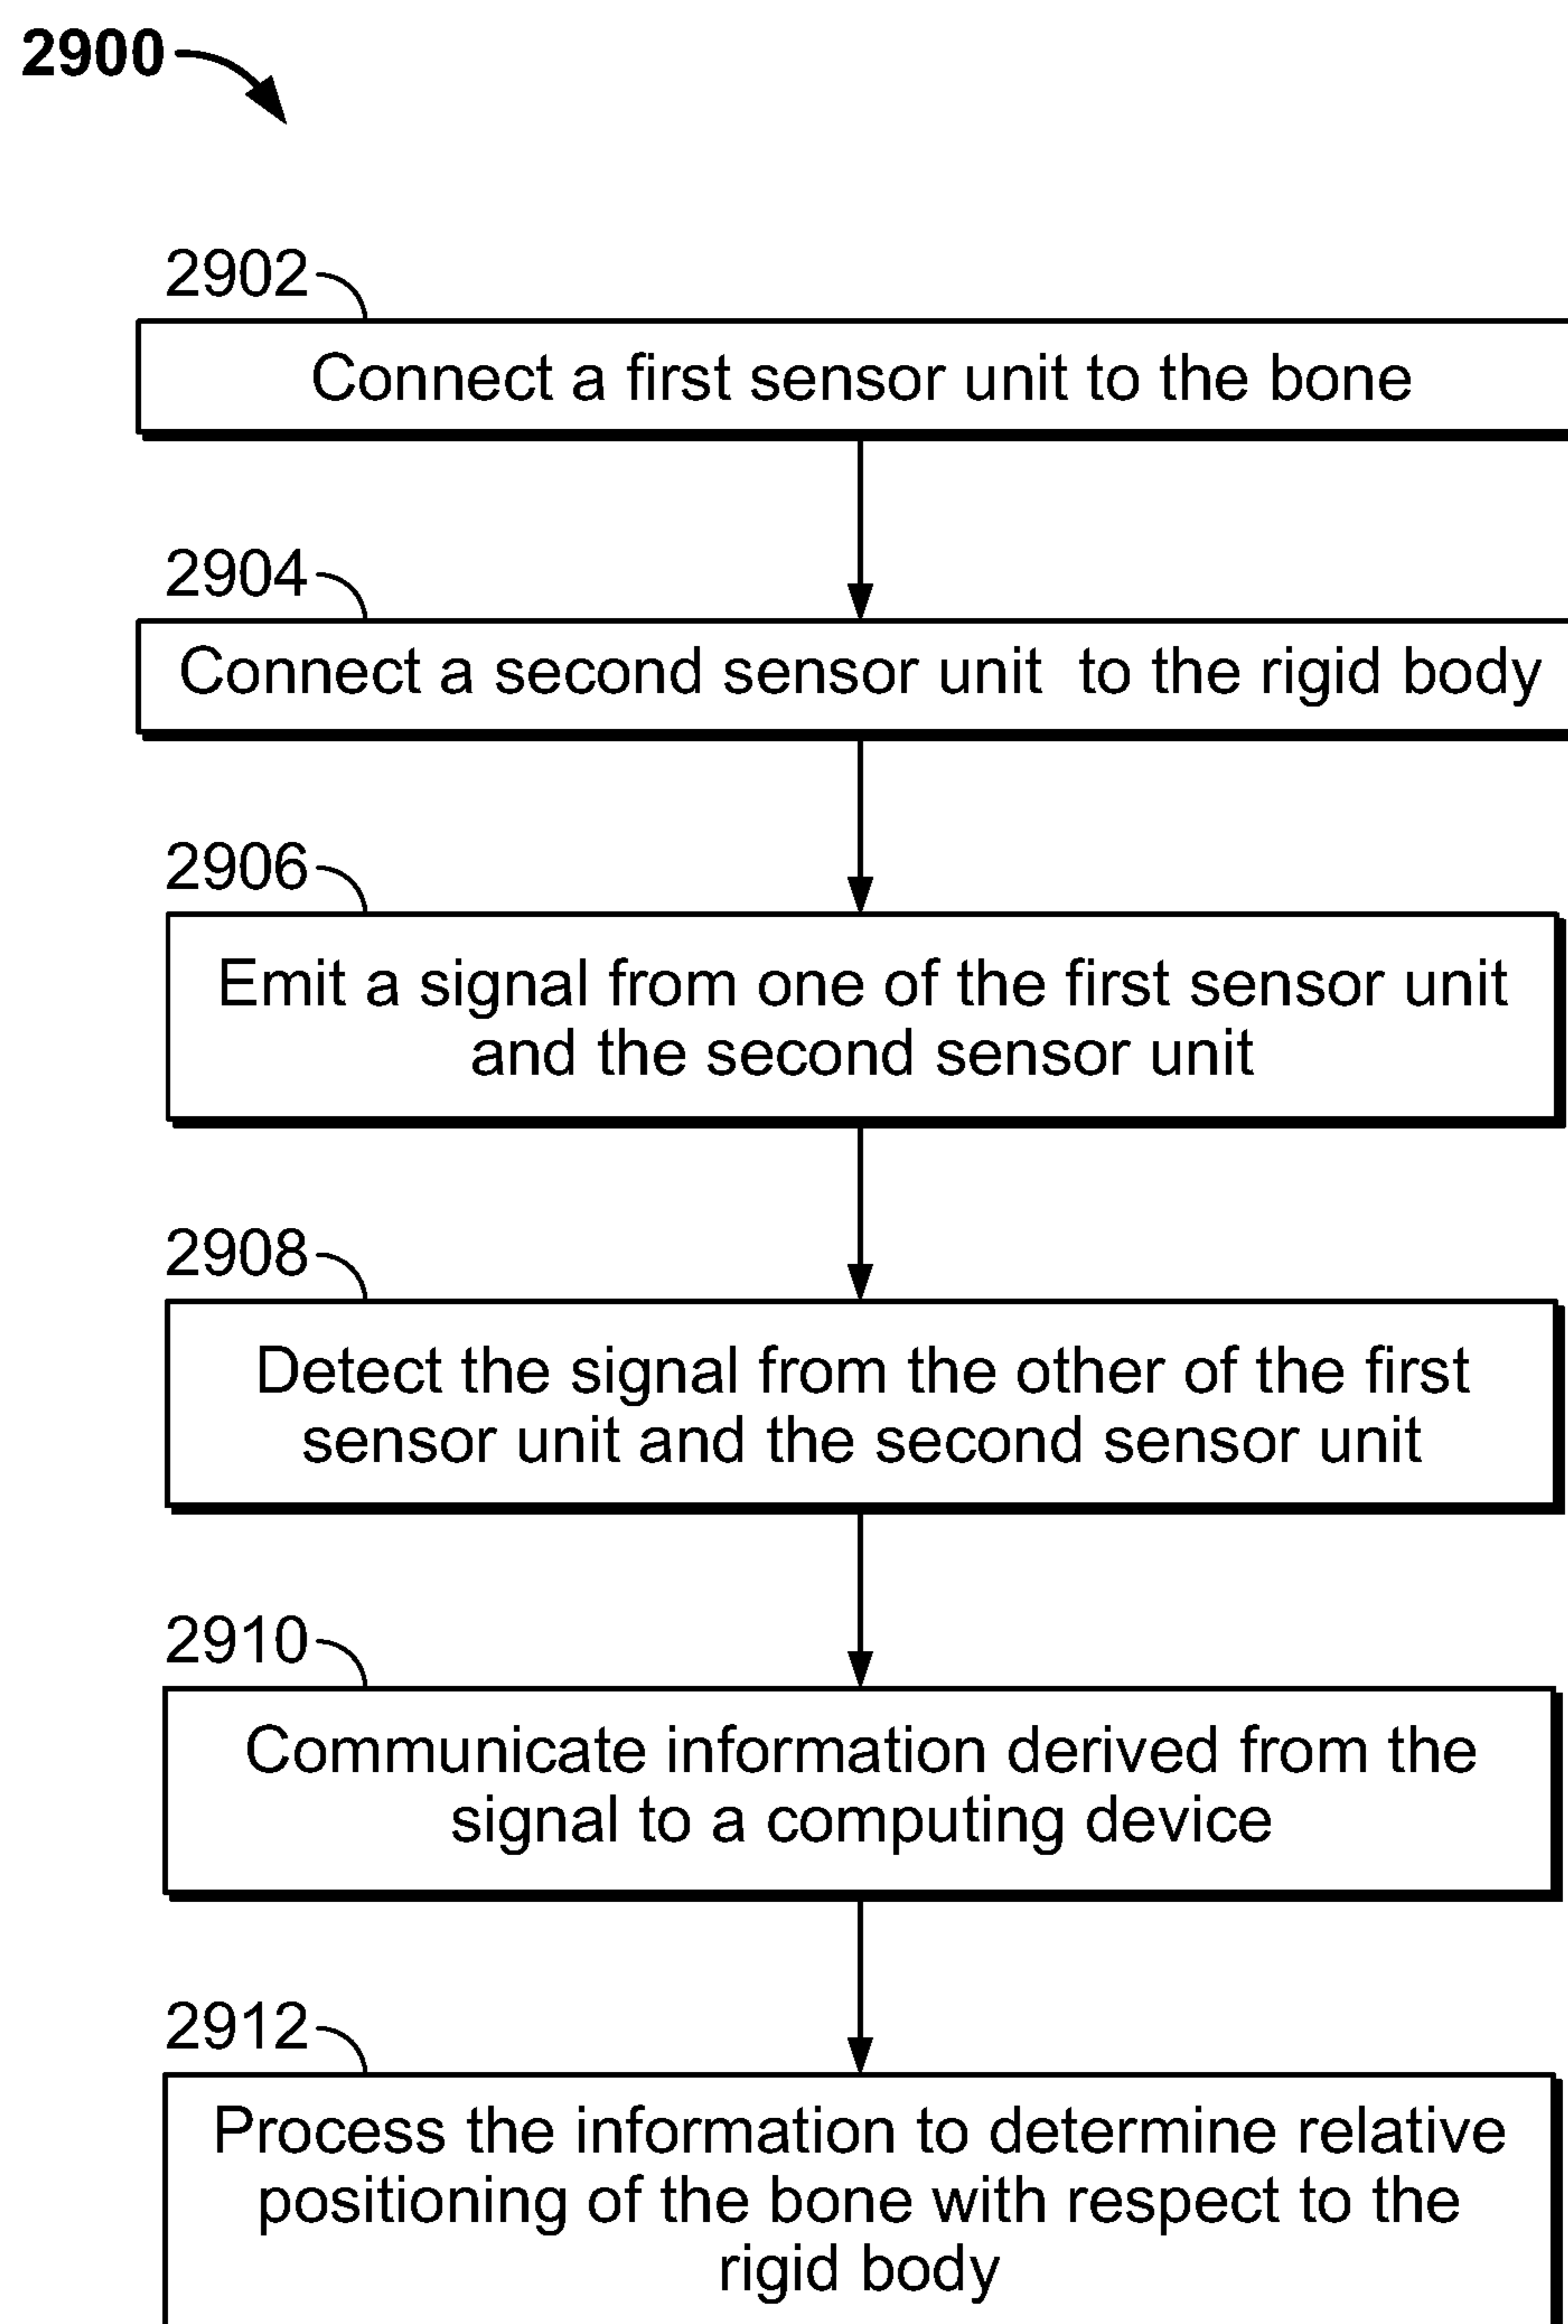 2900
2902
Connect a first sensor unit to the bone
2904
Connect a second sensor unit to the rigid body
2906
Emit a signal from one of the first sensor unit
and the second sensor unit
2908
Detect the signal from the other of the first
sensor unit and the second sensor unit
2910
Communicate information derived from the
signal to a computing device
2912
Process the information to determine relative
positioning of the bone with respect to the
rigid body